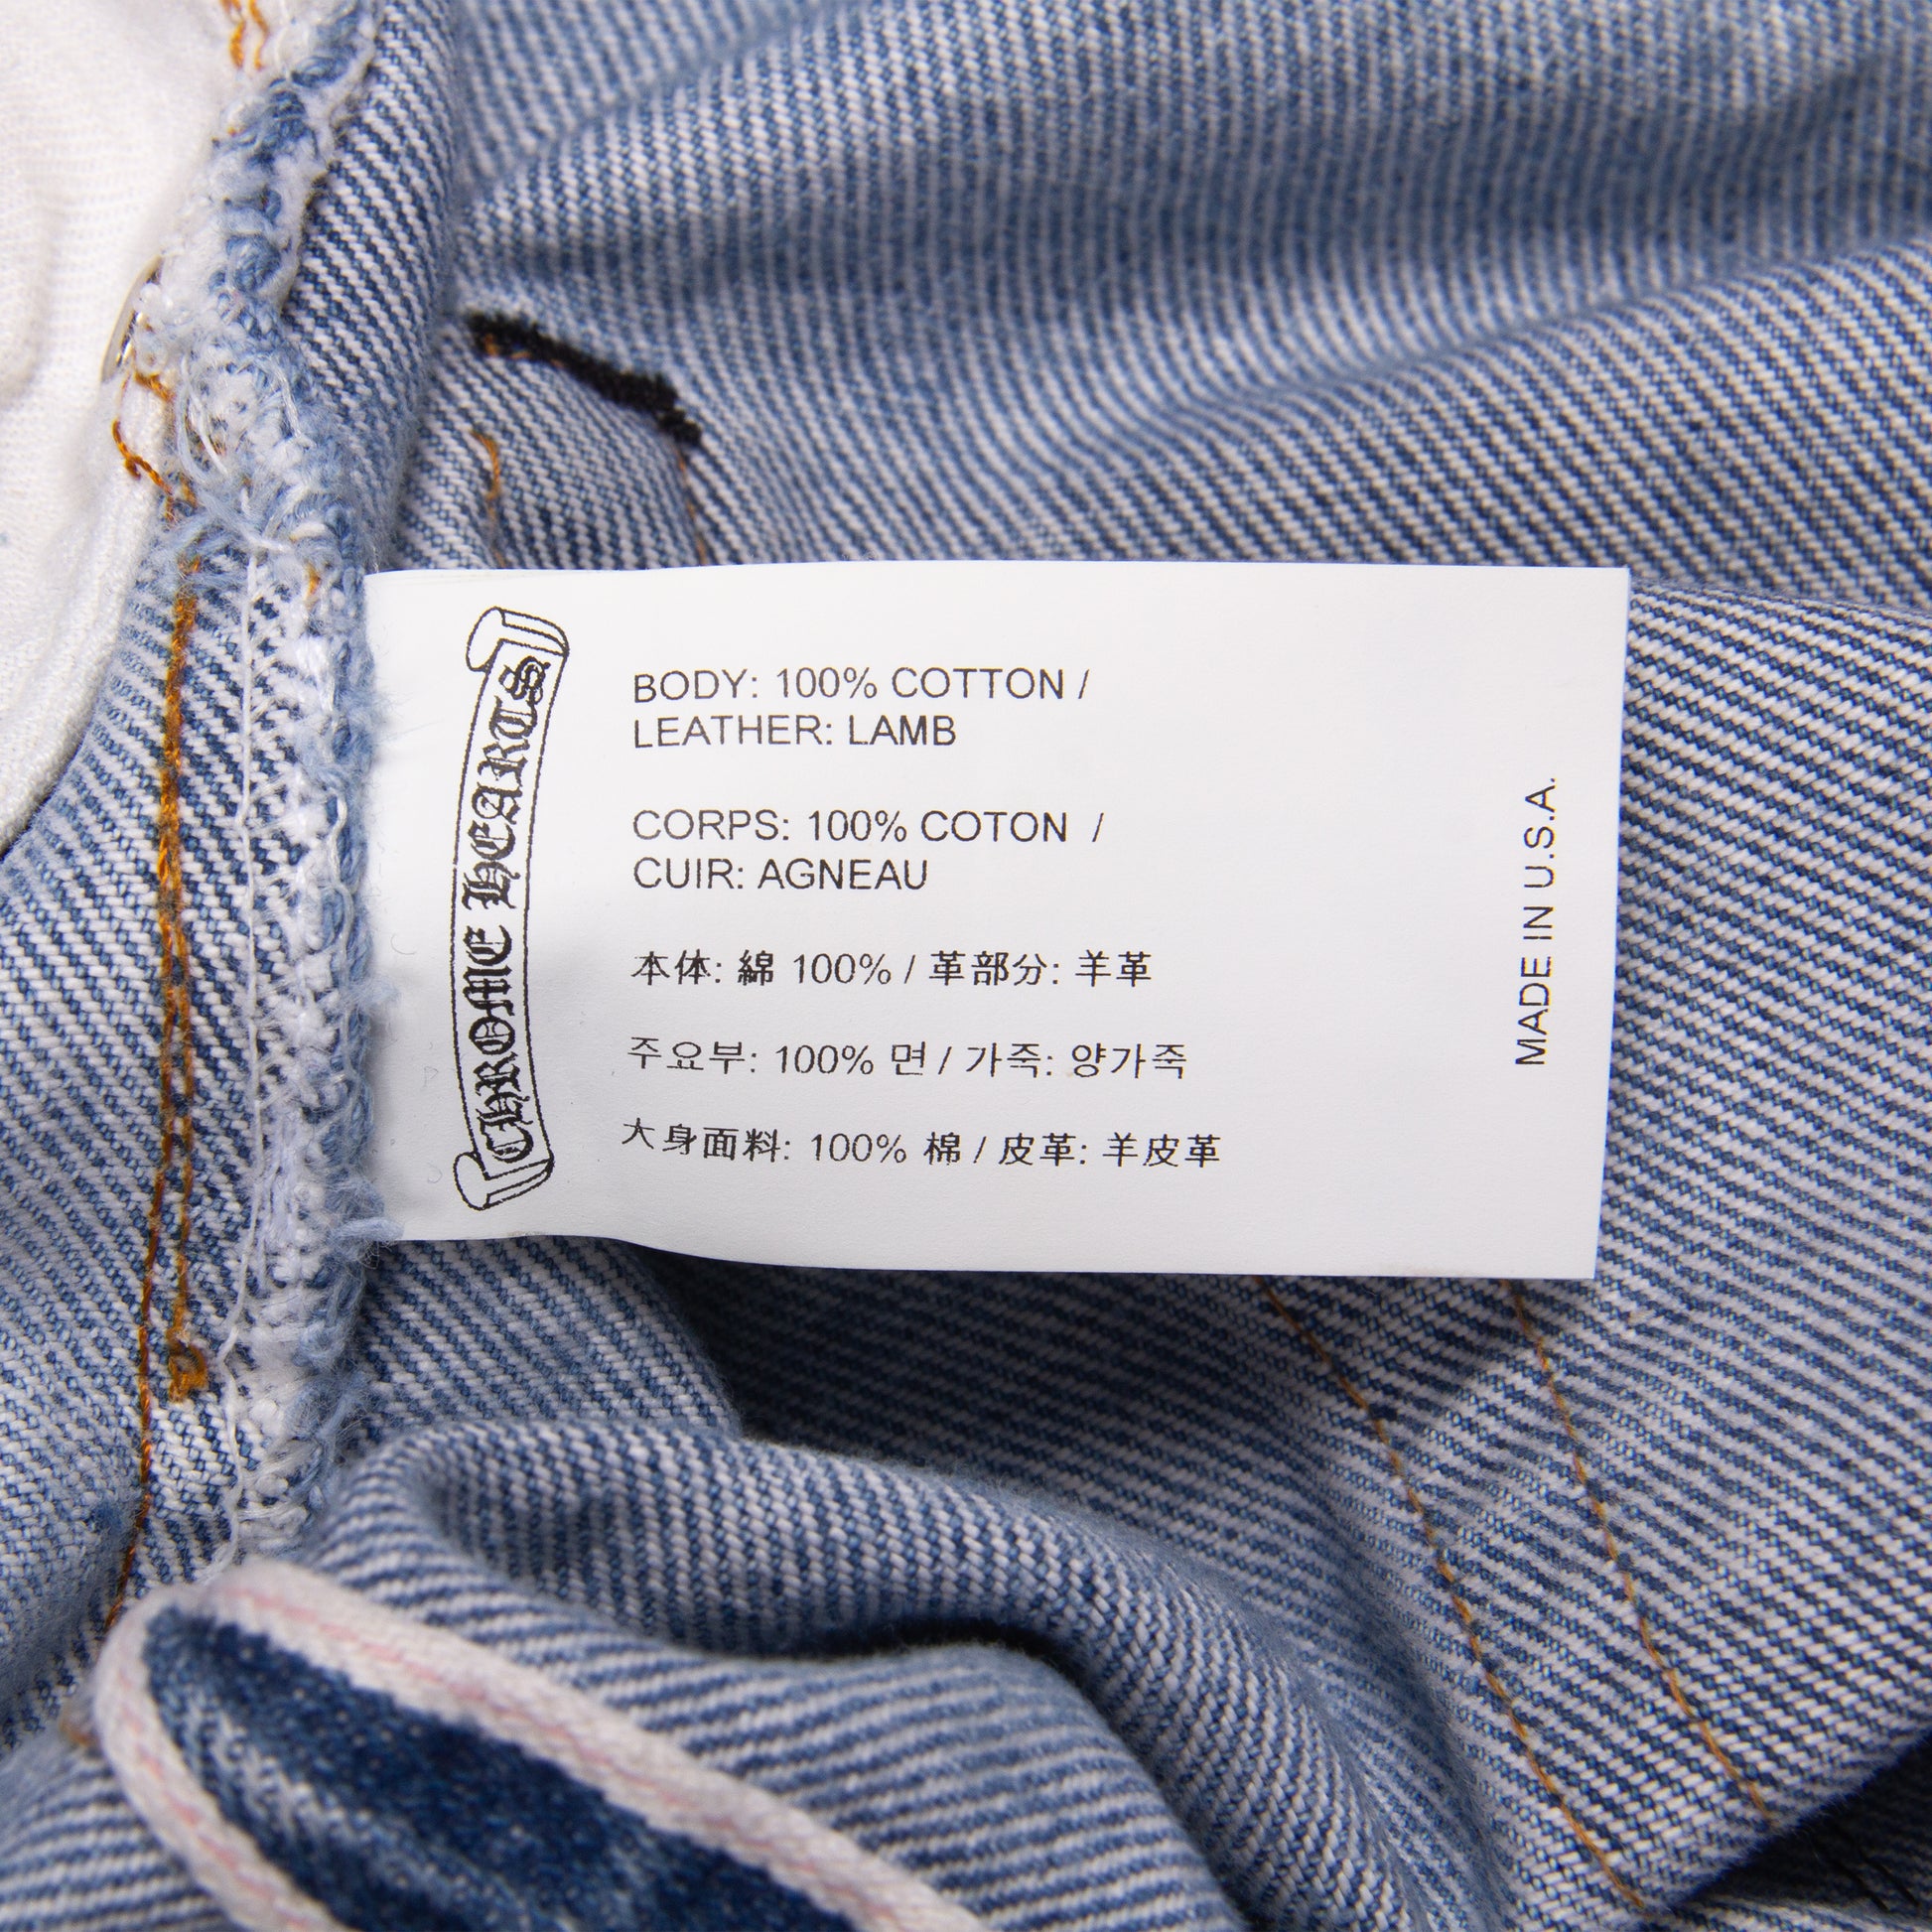 CHROME HEARTS
BODY: 100% COTTON /
LEATHER: LAMB
CORPS: 100% COTON /
CUIR: AGNEAU
本体: 綿 100% / 革部分: 羊革
주요부: 100% 면 / 가죽: 양가죽
大身面料: 100% 棉 / 皮革: 羊皮革
MADE IN U.S.A.